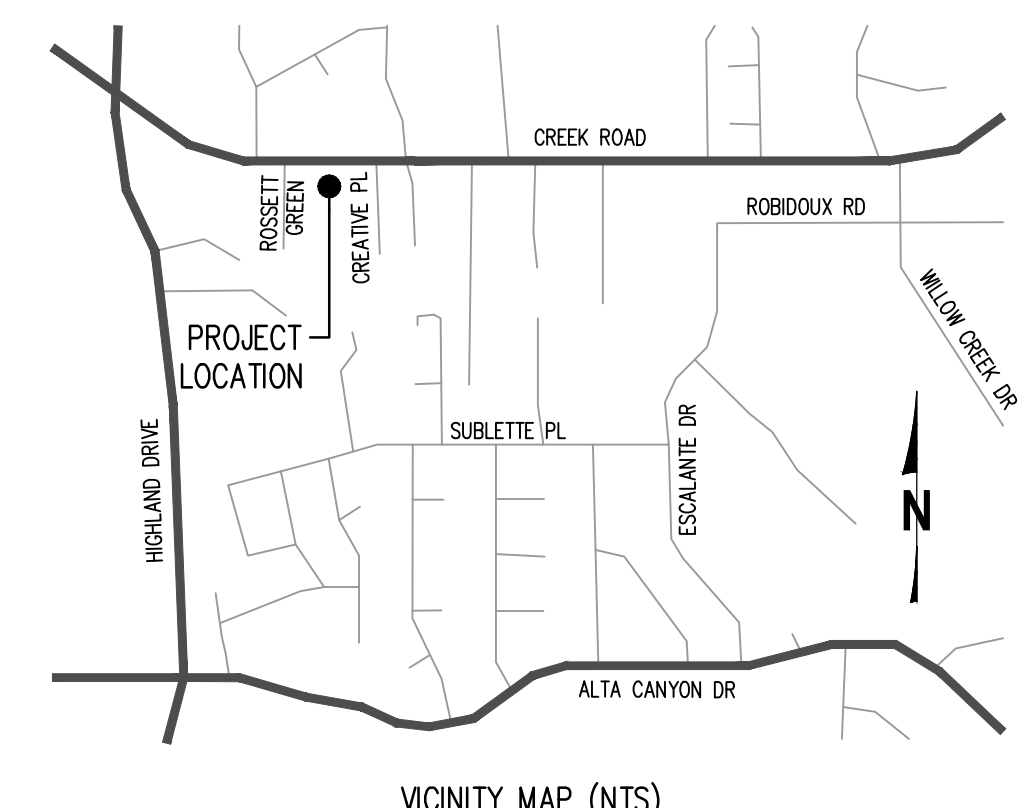 CREEK ROAD
ROSSETT
GREEN
CREATIVE PL
ROBIDOUX RD
WILLOW CREEK DR
PROJECT
LOCATION
HIGHLAND DRIVE
SUBLETTE PL
ESCALANTE DR
N
ALTA CANYON DR
VICINITY MAP (NTS)